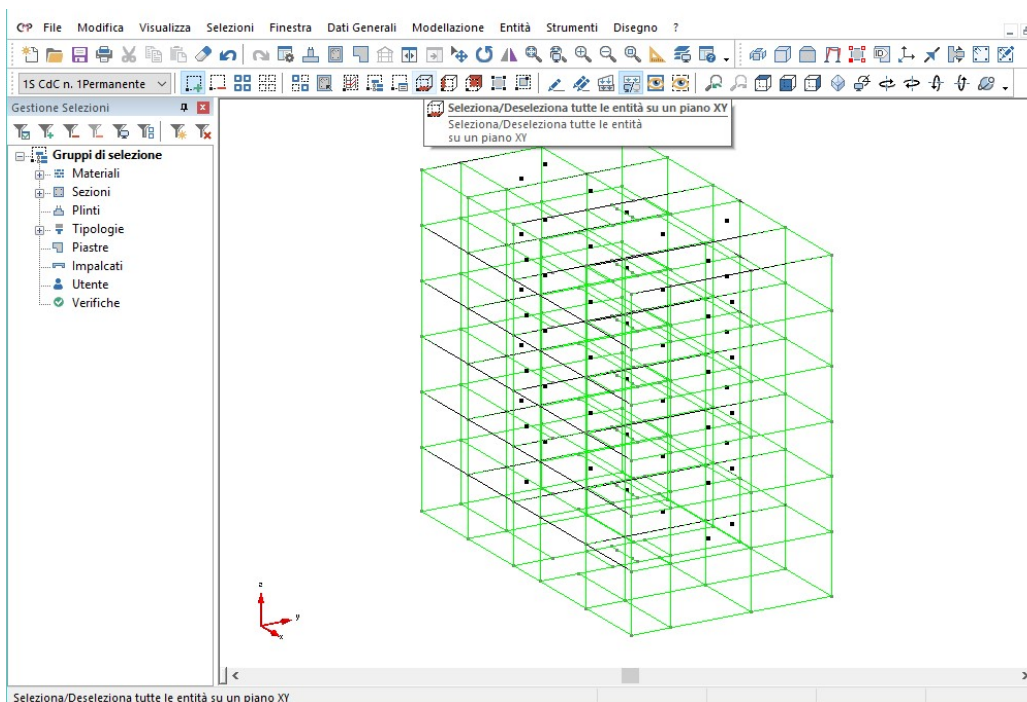 CMP File Modifica Visualizza Selezioni Finestra Dati Generali Modellazione Entità Strumenti Disegno ?
1S CdC n. 1Permanente
Gestione Selezioni
Seleziona/Deseleziona tutte le entità su un piano XY
Seleziona/Deseleziona tutte le entità
su un piano XY
Gruppi di selezione
Materiali
Sezioni
Plinti
Tipologie
Piastre
Impalcati
Utente
Verifiche
z
y
x
Seleziona/Deseleziona tutte le entità su un piano XY